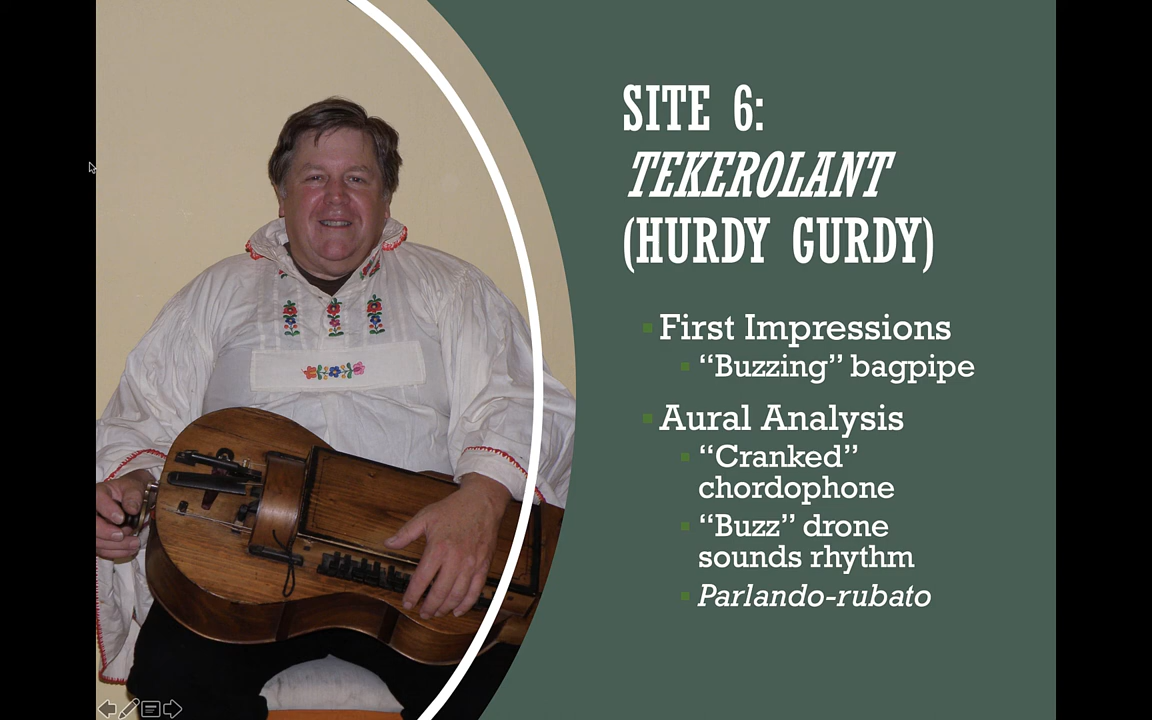 SITE 6:
TEKEROLANT
(HURDY GURDY)
First Impressions
“Buzzing” bagpipe
Aural Analysis
“Cranked”
chordophone
“Buzz” drone
sounds rhythm
Parlando-rubato